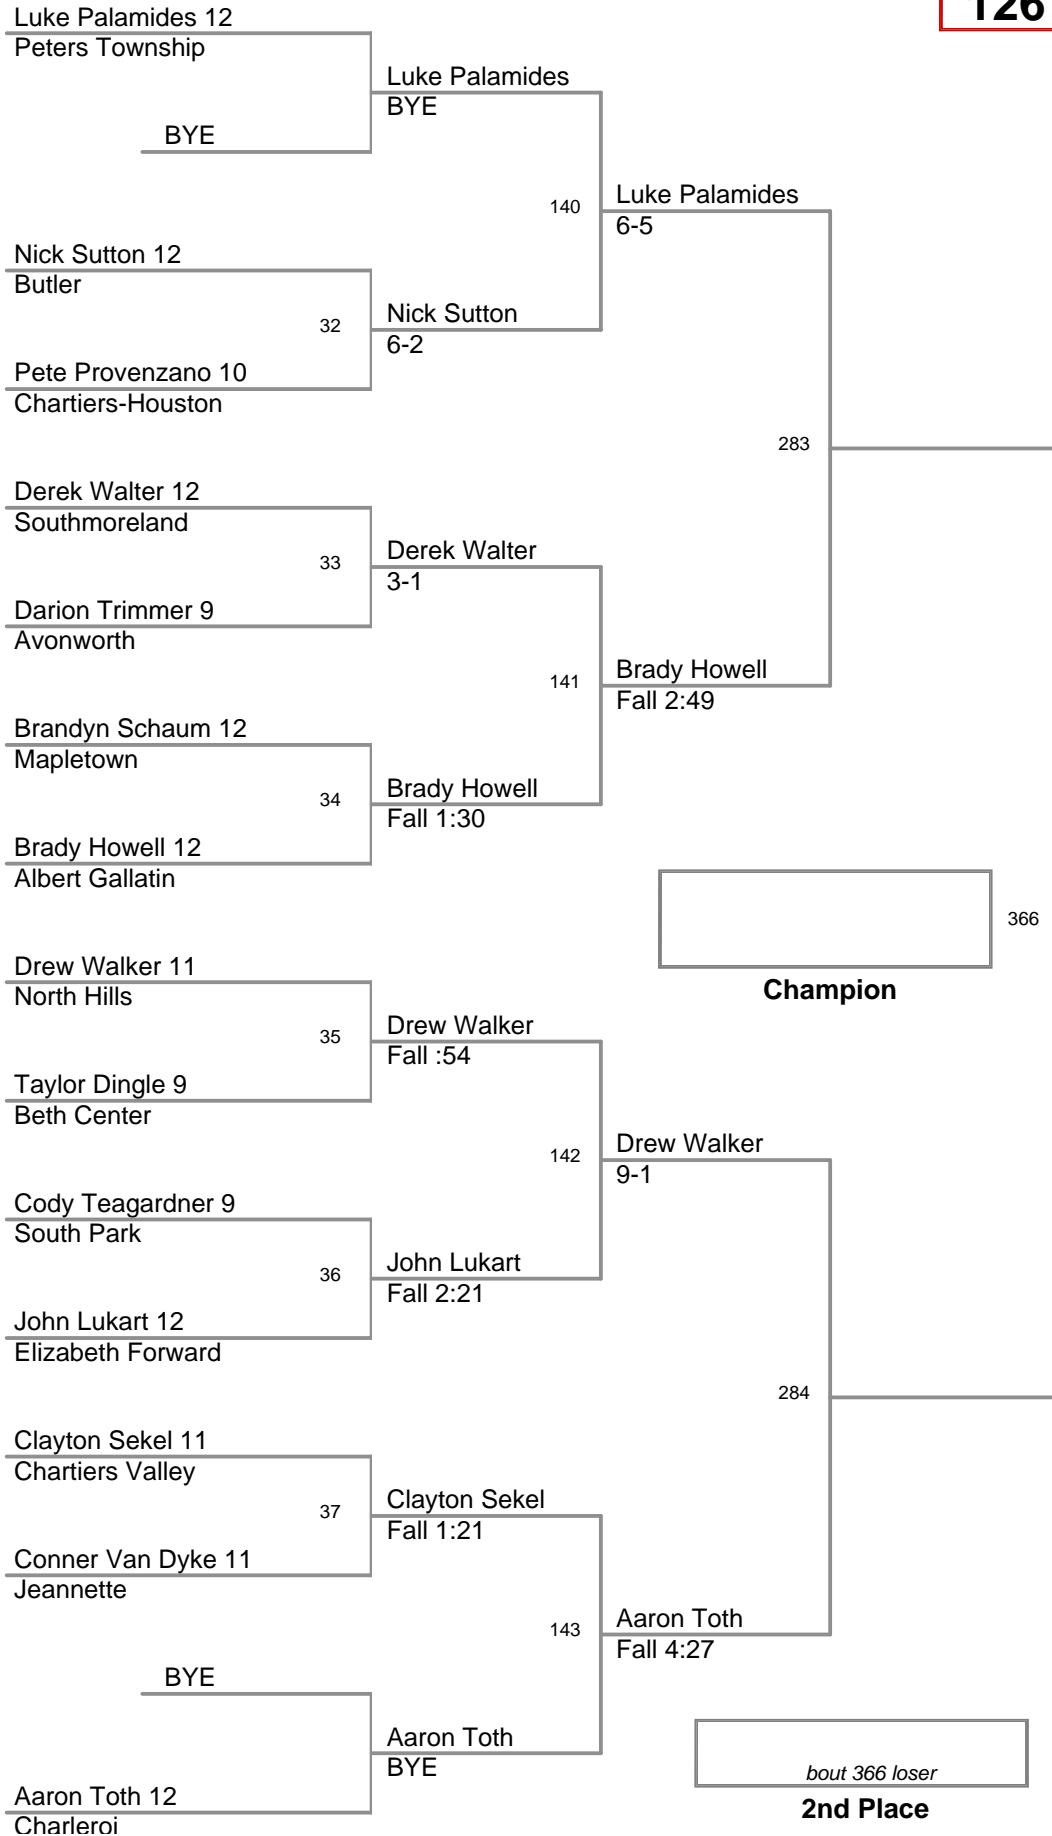 126
Luke Palamides 12
Peters Township
Luke Palamides
BYE
BYE
140
Luke Palamides
6-5
Nick Sutton 12
Butler
32
Nick Sutton
6-2
Pete Provenzano 10
Chartiers-Houston
283
Derek Walter 12
Southmoreland
33
Derek Walter
3-1
Darion Trimmer 9
Avonworth
141
Brady Howell
Fall 2:49
Brandyn Schaum 12
Mapletown
34
Brady Howell
Fall 1:30
Brady Howell 12
Albert Gallatin
366
Champion
Drew Walker 11
North Hills
35
Drew Walker
Fall :54
Taylor Dingle 9
Beth Center
142
Drew Walker
9-1
Cody Teagardner 9
South Park
36
John Lukart
Fall 2:21
John Lukart 12
Elizabeth Forward
284
Clayton Sekel 11
Chartiers Valley
37
Clayton Sekel
Fall 1:21
Conner Van Dyke 11
Jeannette
143
Aaron Toth
Fall 4:27
BYE
Aaron Toth
BYE
bout 366 loser
2nd Place
Aaron Toth 12
Charleroi